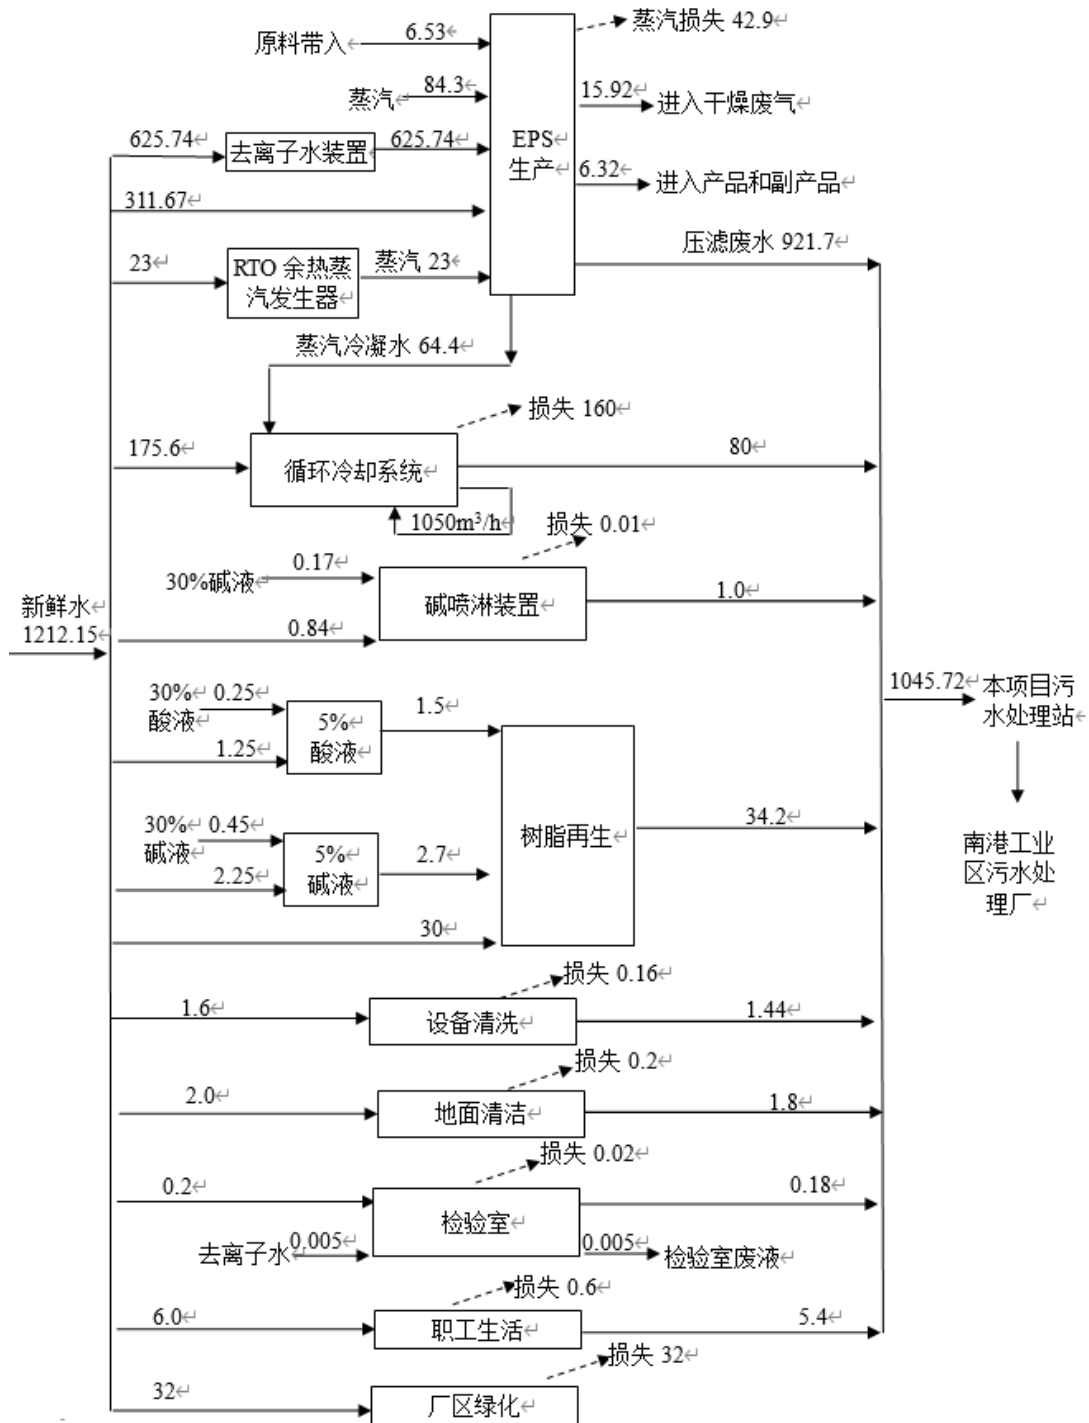 原料带入
6.53
蒸汽损失 42.9
蒸汽
84.3
15.92
进入干燥废气
625.74
去离子水装置
625.74
EPS
生产
6.32
进入产品和副产品
311.67
压滤废水 921.7
23
RTO 余热蒸
汽发生器
蒸汽 23
蒸汽冷凝水 64.4
损失 160
175.6
循环冷却系统
80
1050m³/h
损失 0.01
30%碱液
0.17
碱喷淋装置
1.0
新鲜水
1212.15
0.84
30%
酸液
0.25
5%
酸液
1.5
1.25
1045.72
本项目污
水处理站
30%
碱液
0.45
5%
碱液
2.7
2.25
树脂再生
34.2
南港工业
区污水处
理厂
30
损失 0.16
1.6
设备清洗
1.44
损失 0.2
2.0
地面清洁
1.8
损失 0.02
0.2
检验室
0.18
去离子水
0.005
0.005
检验室废液
损失 0.6
6.0
职工生活
5.4
损失 32
32
厂区绿化